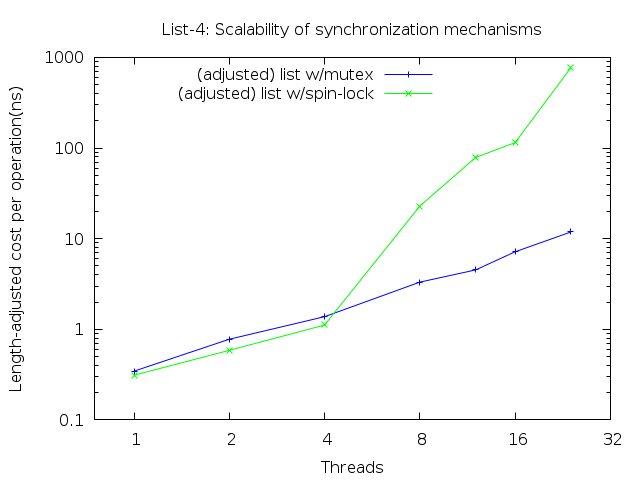 List-4: Scalability of synchronization mechanisms
(adjusted) list w/mutex
(adjusted) list w/spin-lock
Length-adjusted cost per operation(ns)
1000
100
10
1
0.1
1 2 4 8 16 32
Threads